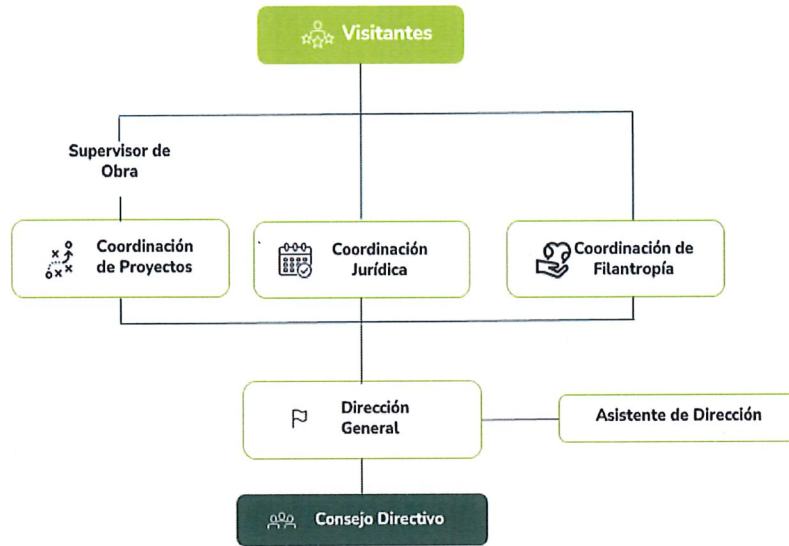 Visitantes
Supervisor de
Obra
Coordinación
de Proyectos
Coordinación
Jurídica
Coordinación de
Filantropía
Dirección
General
Asistente de Dirección
Consejo Directivo